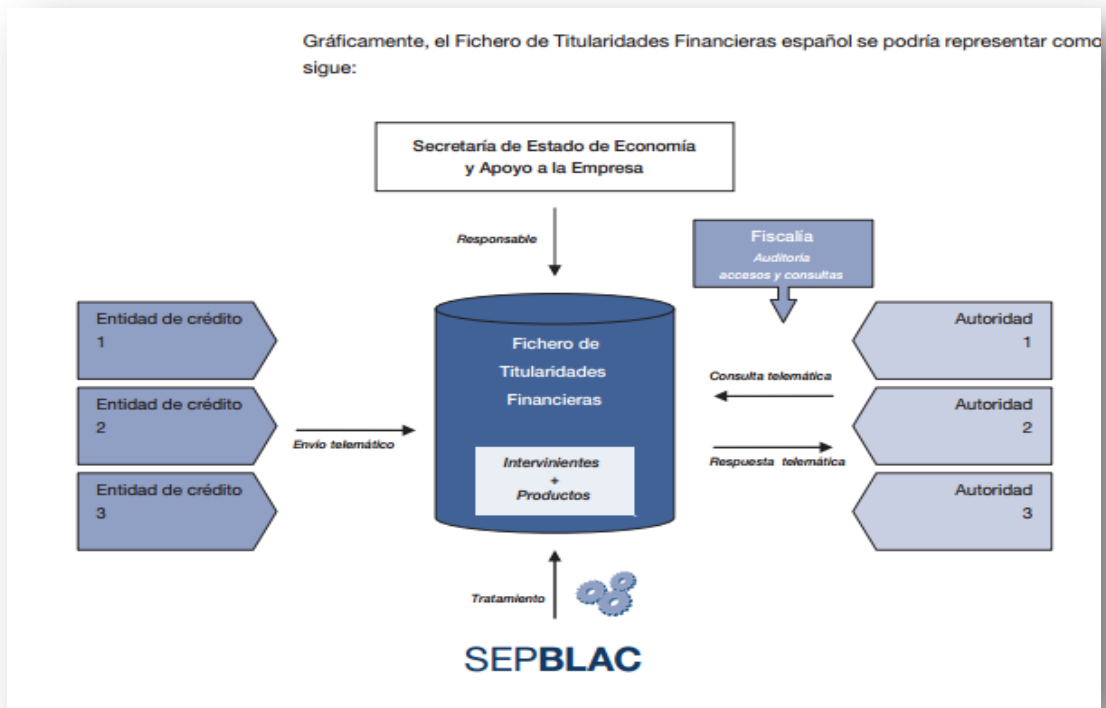 Gráficamente, el Fichero de Titularidades Financieras español se podría representar como
sigue:
Secretaría de Estado de Economía
y Apoyo a la Empresa
Responsable
Fiscalía
Auditoría
accesos y consultas
Entidad de crédito
1
Entidad de crédito
2
Entidad de crédito
3
Envío telemático
Fichero de
Titularidades
Financieras
Intervinientes
+
Productos
Consulta telemática
Respuesta telemática
Autoridad
1
Autoridad
2
Autoridad
3
Tratamiento
SEPBLAC